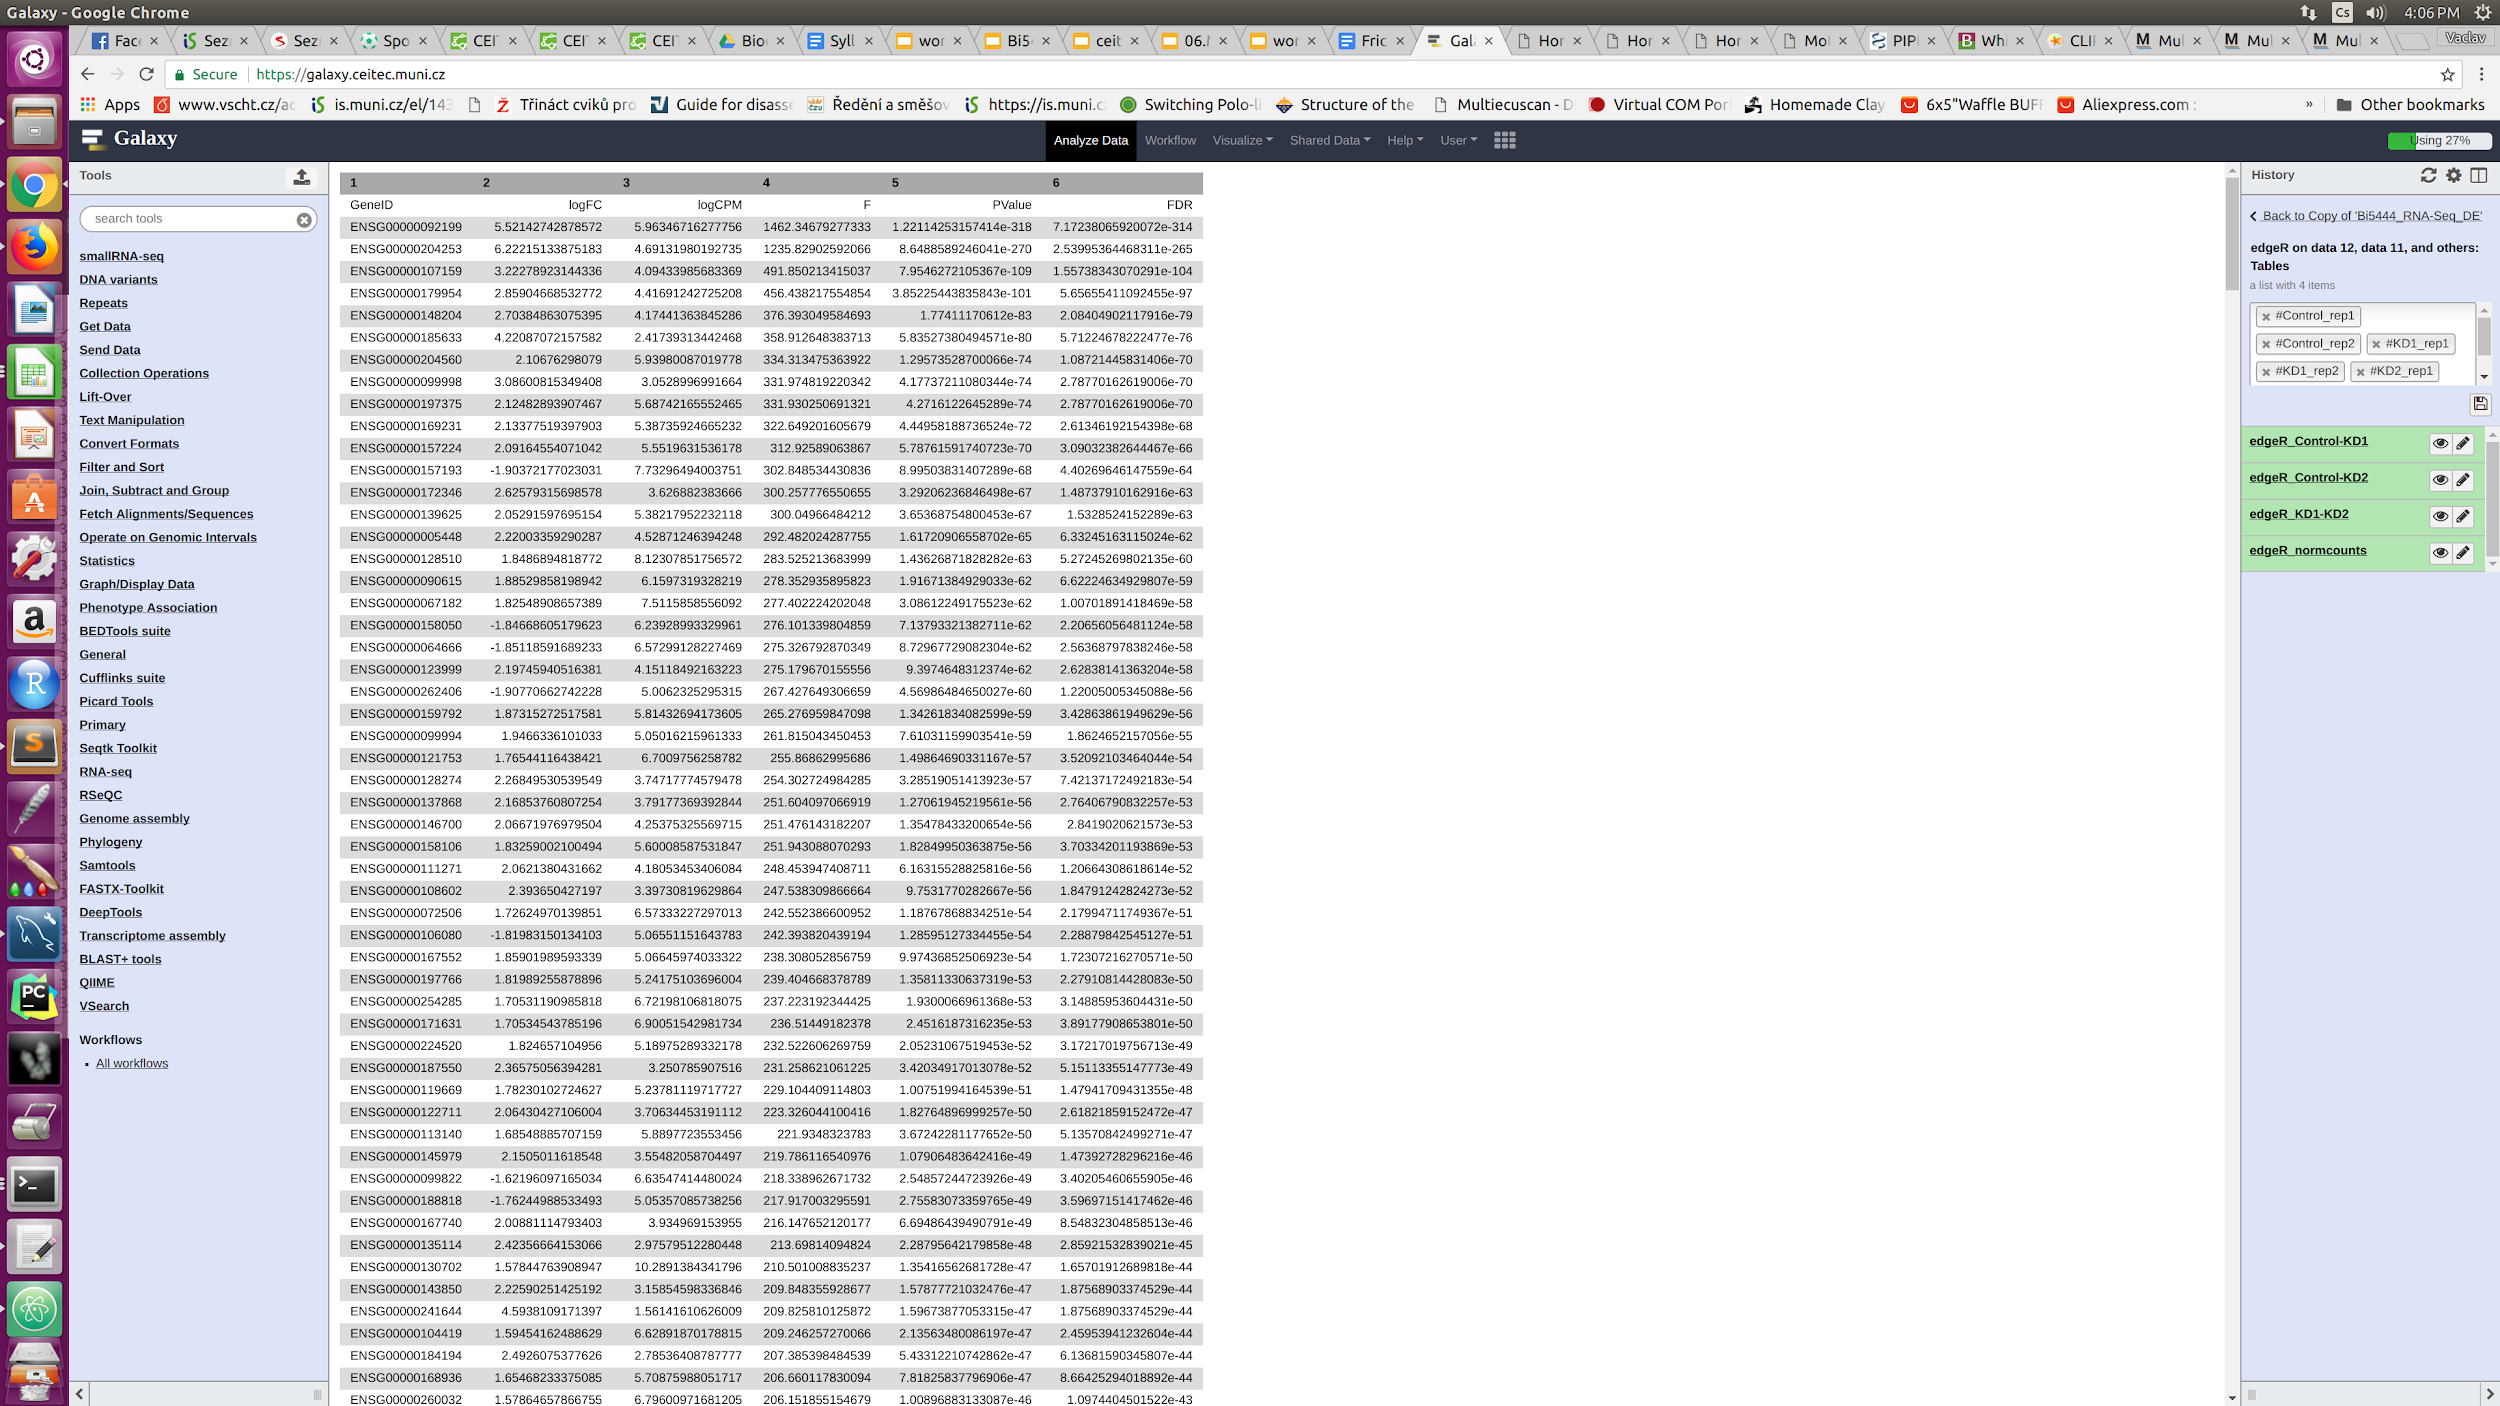 Galaxy - Google Chrome
Cs 4:06 PM
Fac Sezr Sezr Spo CEI CEI CEI Bio Syll wor Bi5 ceit 06.I wor Fric Gal Hor Hor Hor Mot PIP Whi CLII Mul Mul Mul Vaclav
Secure https://galaxy.ceitec.muni.cz
Apps www.vscht.cz/ac is.muni.cz/el/143 Třináct cviků pro Guide for disasse Ředění a směšov https://is.muni.c Switching Polo-li Structure of the Multiecuscan - D Virtual COM Por Homemade Clay 6x5"Waffle BUF Aliexpress.com : » Other bookmarks
Galaxy Analyze Data Workflow Visualize Shared Data Help User Using 27%
Tools
search tools
smallRNA-seq
DNA variants
Repeats
Get Data
Send Data
Collection Operations
Lift-Over
Text Manipulation
Convert Formats
Filter and Sort
Join, Subtract and Group
Fetch Alignments/Sequences
Operate on Genomic Intervals
Statistics
Graph/Display Data
Phenotype Association
BEDTools suite
General
Cufflinks suite
Picard Tools
Primary
Seqtk Toolkit
RNA-seq
RSeQC
Genome assembly
Phylogeny
Samtools
FASTX-Toolkit
DeepTools
Transcriptome assembly
BLAST+ tools
QIIME
VSearch
Workflows
All workflows
1 2 3 4 5 6
GeneID logFC logCPM F PValue FDR
ENSG00000092199 5.52142742878572 5.96346716277756 1462.34679277333 1.22114253157414e-318 7.17238065920072e-314
ENSG00000204253 6.22215133875183 4.69131980192735 1235.82902592066 8.6488589246041e-270 2.53995364468311e-265
ENSG00000107159 3.22278923144336 4.09433985683369 491.850213415037 7.9546272105367e-109 1.55738343070291e-104
ENSG00000179954 2.85904668532772 4.41691242725208 456.438217554854 3.85225443835843e-101 5.65655411092455e-97
ENSG00000148204 2.70384863075395 4.17441363845286 376.393049584693 1.77411170612e-83 2.08404902117916e-79
ENSG00000185633 4.22087072157582 2.41739313442468 358.912648383713 5.83527380494571e-80 5.71224678222477e-76
ENSG00000204560 2.10676298079 5.93980087019778 334.313475363922 1.29573528700066e-74 1.08721445831406e-70
ENSG00000099998 3.08600815349408 3.0528996991664 331.974819220342 4.17737211080344e-74 2.78770162619006e-70
ENSG00000197375 2.12482893907467 5.68742165552465 331.930250691321 4.2716122645289e-74 2.78770162619006e-70
ENSG00000169231 2.13377519397903 5.38735924665232 322.649201605679 4.44958188736524e-72 2.61346192154398e-68
ENSG00000157224 2.09164554071042 5.5519631536178 312.92589063867 5.78761591740723e-70 3.09032382644467e-66
ENSG00000157193 -1.90372177023031 7.73296494003751 302.848534430836 8.99503831407289e-68 4.40269646147559e-64
ENSG00000172346 2.62579315698578 3.626882383666 300.257776550655 3.29206236846498e-67 1.48737910162916e-63
ENSG00000139625 2.05291597695154 5.38217952232118 300.04966484212 3.65368754800453e-67 1.5328524152289e-63
ENSG00000005448 2.22003359290287 4.52871246394248 292.482024287755 1.61720906558702e-65 6.33245163115024e-62
ENSG00000128510 1.8486894818772 8.12307851756572 283.525213683999 1.43626871828282e-63 5.27245269802135e-60
ENSG00000090615 1.88529858198942 6.1597319328219 278.352935895823 1.91671384929033e-62 6.62224634929807e-59
ENSG00000067182 1.82548908657389 7.5115858556092 277.402224202048 3.08612249175523e-62 1.00701891418469e-58
ENSG00000158050 -1.84668605179623 6.23928993329961 276.101339804859 7.13793321382711e-62 2.20656056481124e-58
ENSG00000064666 -1.85118591689233 6.57299128227469 275.326792870349 8.72967729082304e-62 2.56368797838246e-58
ENSG00000123999 2.19745940516381 4.15118492163223 275.179670155556 9.3974648312374e-62 2.62838141363204e-58
ENSG00000262406 -1.90770662742228 5.0062325295315 267.427649306659 4.56986484650027e-60 1.22005005345088e-56
ENSG00000159792 1.87315272517581 5.81432694173605 265.276959847098 1.34261834082599e-59 3.42863861949629e-56
ENSG00000099994 1.9466336101033 5.05016215961333 261.815043450453 7.61031159903541e-59 1.8624652157056e-55
ENSG00000121753 1.76544116438421 6.7009756258782 255.86862995686 1.49864690331167e-57 3.52092103464044e-54
ENSG00000128274 2.26849530539549 3.74717774579478 254.302724984285 3.28519051413923e-57 7.42137172492183e-54
ENSG00000137868 2.16853760807254 3.79177369392844 251.604097066919 1.27061945219561e-56 2.76406790832257e-53
ENSG00000146700 2.06671976979504 4.25375325569715 251.476143182207 1.35478433200654e-56 2.8419020621573e-53
ENSG00000158106 1.83259002100494 5.60008587531847 251.943088070293 1.82849950363875e-56 3.70334201193869e-53
ENSG00000111271 2.0621380431662 4.18053453406084 248.453947408711 6.16315528825816e-56 1.20664308618614e-52
ENSG00000108602 2.393650427197 3.39730819629864 247.538309866664 9.7531770282667e-56 1.84791242824273e-52
ENSG00000072506 1.72624970139851 6.57333227297013 242.552386600952 1.18767868834251e-54 2.17994711749367e-51
ENSG00000106080 -1.81983150134103 5.06551151643783 242.393820439194 1.28595127334455e-54 2.28879842545127e-51
ENSG00000167552 1.85901989593339 5.06645974033322 238.308052856759 9.97436852506923e-54 1.72307216270571e-50
ENSG00000197766 1.81989255878896 5.24175103696004 239.404668378789 1.35811330637319e-53 2.27910814428083e-50
ENSG00000254285 1.70531190985818 6.72198106818075 237.223192344425 1.9300066961368e-53 3.14885953604431e-50
ENSG00000171631 1.70534543785196 6.90051542981734 236.51449182378 2.4516187316235e-53 3.89177908653801e-50
ENSG00000224520 1.824657104956 5.18975289332178 232.522606269759 2.05231067519453e-52 3.17217019756713e-49
ENSG00000187550 2.36575056394281 3.250785907516 231.258621061225 3.42034917013078e-52 5.15113355147773e-49
ENSG00000119669 1.78230102724627 5.23781119717727 229.104409114803 1.00751994164539e-51 1.47941709431355e-48
ENSG00000122711 2.06430427106004 3.70634453191112 223.326044100416 1.82764896999257e-50 2.61821859152472e-47
ENSG00000113140 1.68548885707159 5.8897723553456 221.9348323783 3.67242281177652e-50 5.13570842499271e-47
ENSG00000145979 2.1505011618548 3.55482058704497 219.786116540976 1.07906483642416e-49 1.47392728296216e-46
ENSG00000099822 -1.62196097165034 6.63547414480024 218.338962671732 2.54857244723926e-49 3.40205460655905e-46
ENSG00000188818 -1.76244988533493 5.05357085738256 217.917003295591 2.75583073359765e-49 3.59697151417462e-46
ENSG00000167740 2.00881114793403 3.934969153955 216.147652120177 6.69486439490791e-49 8.54832304858513e-46
ENSG00000135114 2.42356664153066 2.97579512280448 213.69814094824 2.28795642179858e-48 2.85921532839021e-45
ENSG00000130702 1.57844763908947 10.2891384341796 210.501008835237 1.35416562681728e-47 1.65701912689818e-44
ENSG00000143850 2.22590251425192 3.15854598336846 209.848355928677 1.57877721032476e-47 1.87568903374529e-44
ENSG00000241644 4.5938109171397 1.56141610626009 209.825810125872 1.59673877053315e-47 1.87568903374529e-44
ENSG00000104419 1.59454162488629 6.62891870178815 209.246257270066 2.13563480086197e-47 2.45953941232604e-44
ENSG00000184194 2.4926075377626 2.78536408787777 207.385398484539 5.43312210742862e-47 6.13681590345807e-44
ENSG00000168936 1.65468233375085 5.70875988051717 206.660117830094 7.81825837796906e-47 8.66425294018892e-44
ENSG00000260032 1.57864657866755 6.79600971681205 206.151855154679 1.00896883133087e-46 1.0974404501522e-43
History
Back to Copy of 'Bi5444_RNA-Seq_DE'
edgeR on data 12, data 11, and others:
Tables
a list with 4 items
#Control_rep1
#Control_rep2 #KD1_rep1
#KD1_rep2 #KD2_rep1
edgeR_Control-KD1
edgeR_Control-KD2
edgeR_KD1-KD2
edgeR_normcounts